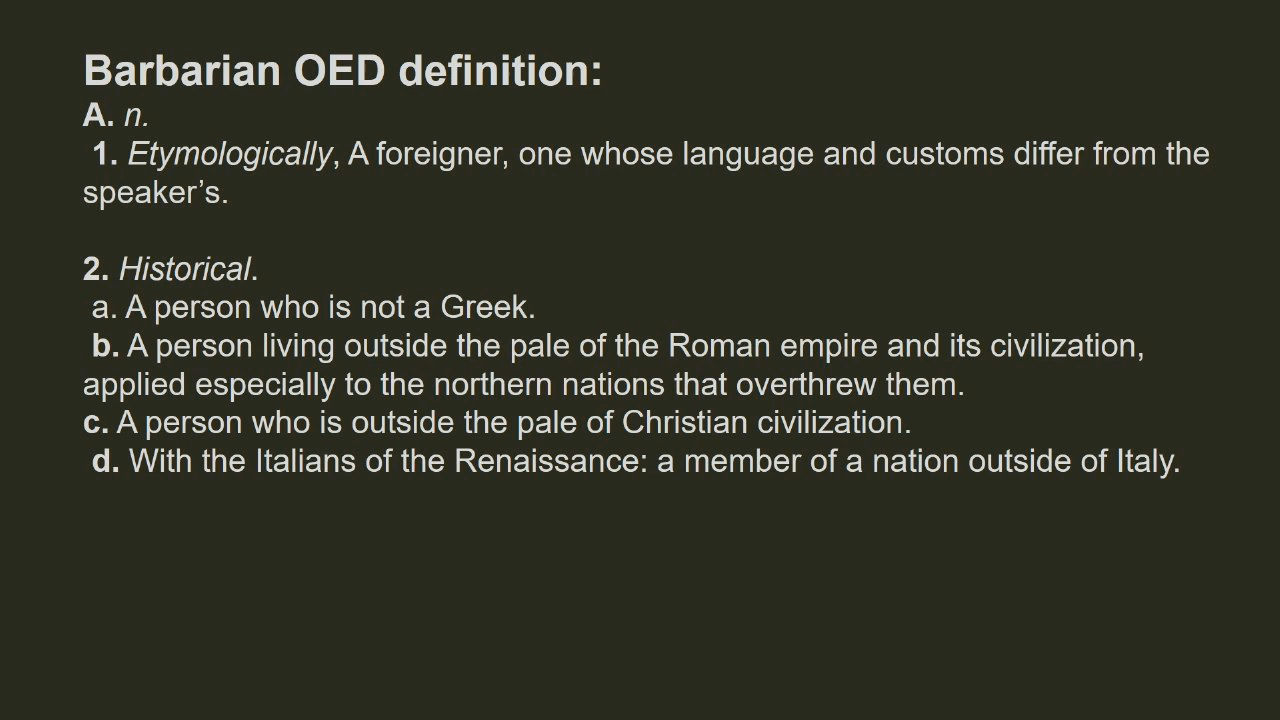 Barbarian OED definition:
A. n.
1. Etymologically, A foreigner, one whose language and customs differ from the
speaker’s.
2. Historical.
a. A person who is not a Greek.
b. A person living outside the pale of the Roman empire and its civilization,
applied especially to the northern nations that overthrew them.
c. A person who is outside the pale of Christian civilization.
d. With the Italians of the Renaissance: a member of a nation outside of Italy.